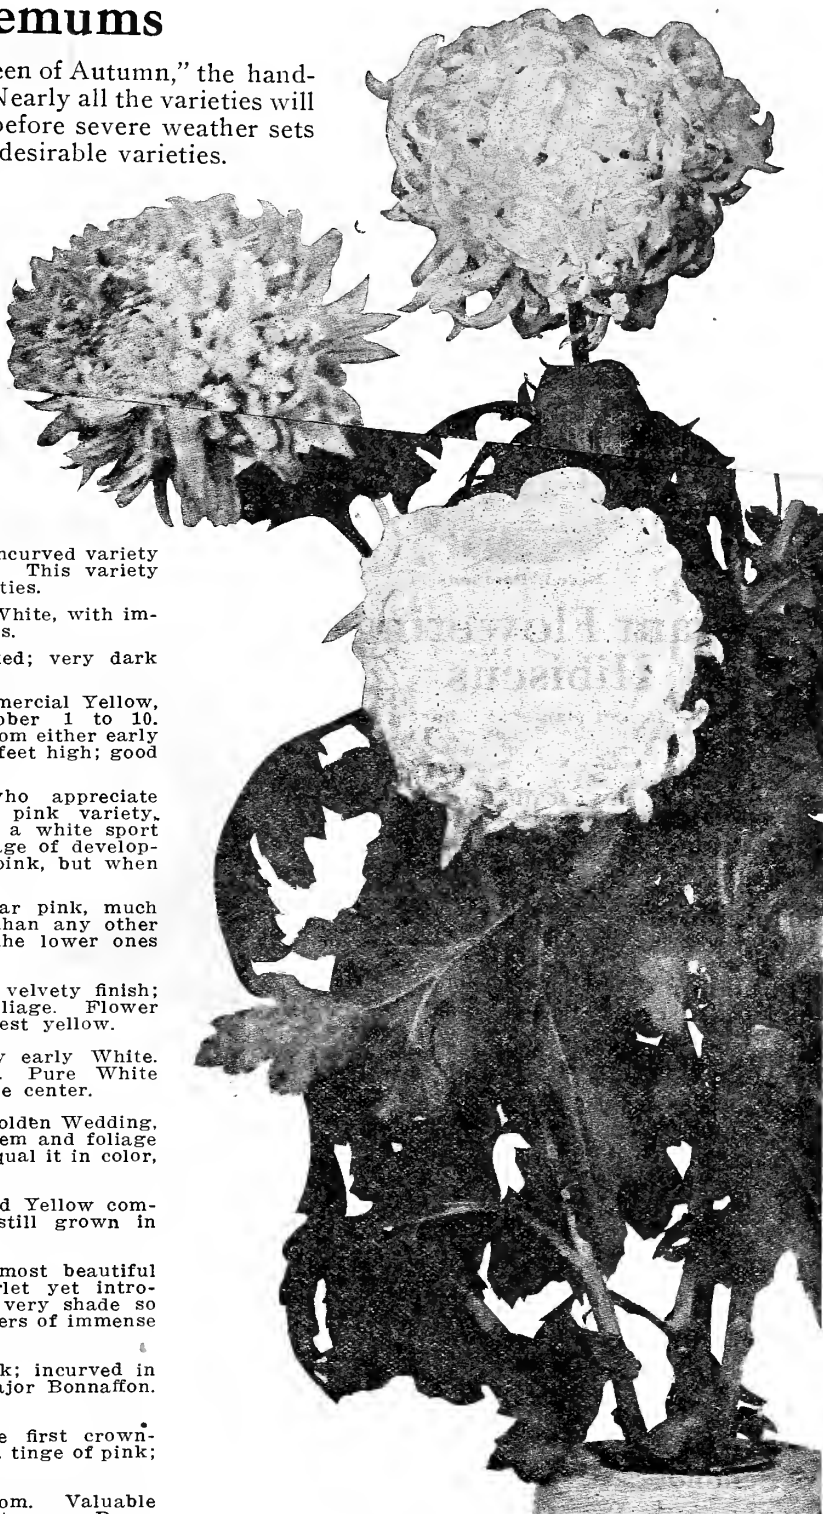 emums
een of Autumn,” the hand-
Nearly all the varieties will
before severe weather sets
desirable varieties.
ncurved variety
This variety
ties.
White, with im-
s.
ed; very dark
mercial Yellow,
ober 1 to 10.
om either early
feet high; good
who appreciate
pink variety.
a white sport
ge of develop-
pink, but when
ar pink, much
than any other
he lower ones
velvety finish;
liage. Flower
est yellow.
y early White.
. Pure White
e center.
olden Wedding,
em and foliage
qual it in color,
d Yellow com-
still grown in
most beautiful
rlet yet intro-
very shade so
ers of immense
k; incurved in
ajor Bonnaffon.
e first crown-
tinge of pink;
om. Valuable